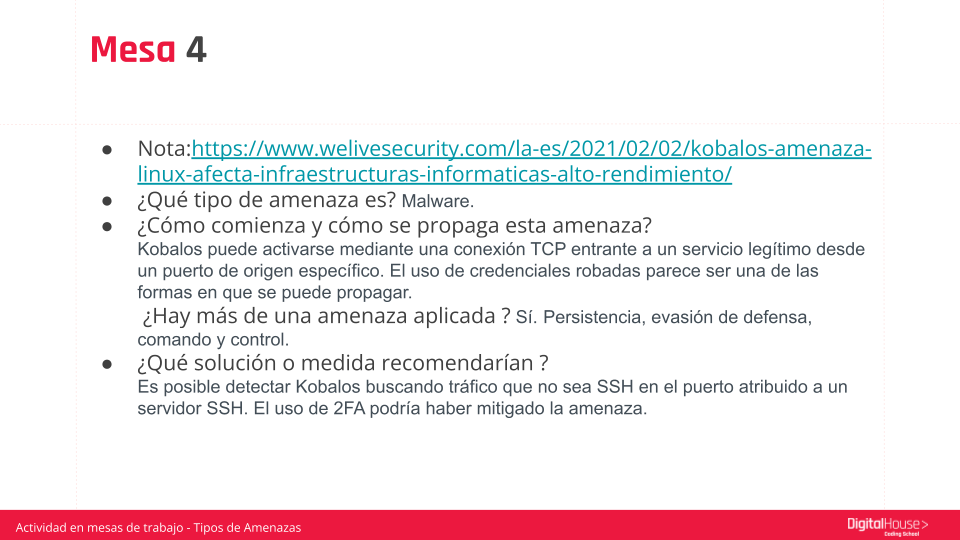 Mesa 4
● Nota:https://www.welivesecurity.com/la-es/2021/02/02/kobalos-amenaza-
linux-afecta-infraestructuras-informaticas-alto-rendimiento/
● ¿Qué tipo de amenaza es? Malware.
● ¿Cómo comienza y cómo se propaga esta amenaza?
Kobalos puede activarse mediante una conexión TCP entrante a un servicio legítimo desde
un puerto de origen específico. El uso de credenciales robadas parece ser una de las
formas en que se puede propagar.
¿Hay más de una amenaza aplicada ? Sí. Persistencia, evasión de defensa,
comando y control.
● ¿Qué solución o medida recomendarían ?
Es posible detectar Kobalos buscando tráfico que no sea SSH en el puerto atribuido a un
servidor SSH. El uso de 2FA podría haber mitigado la amenaza.
Actividad en mesas de trabajo - Tipos de Amenazas
DigitalHouse>
Coding School